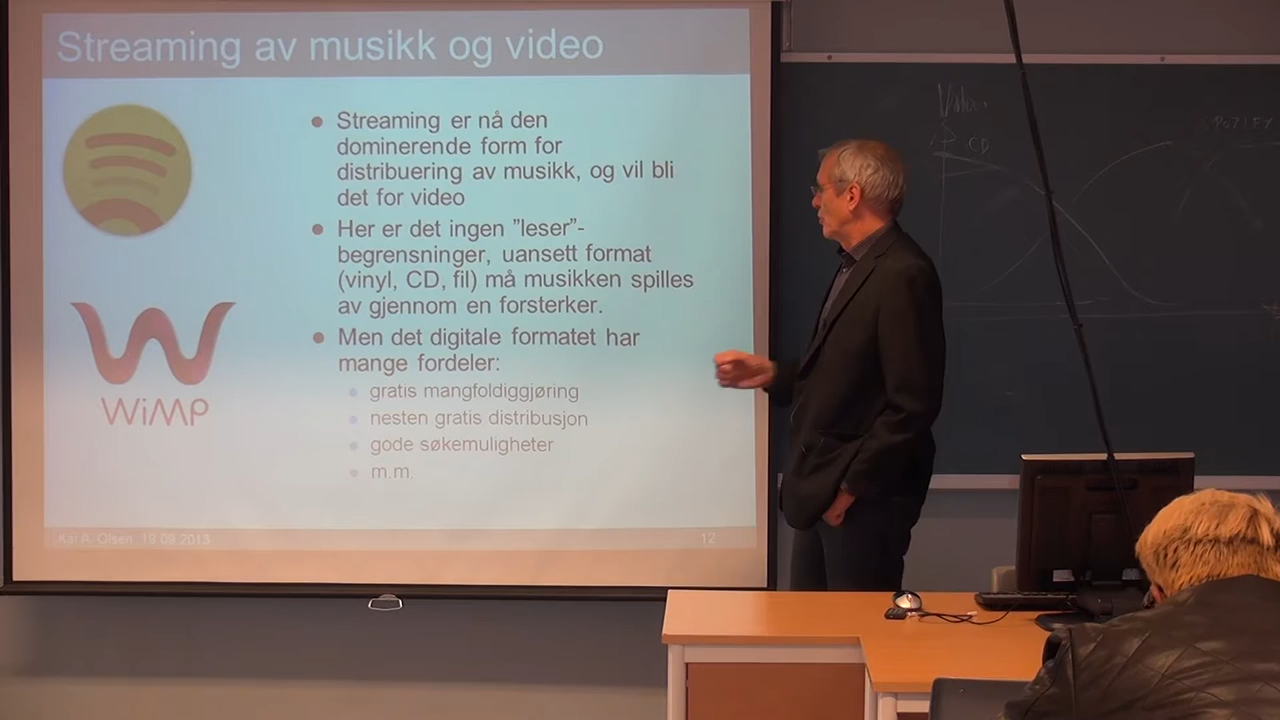 Streaming av musikk og video
Streaming er nå den
dominerende form for
distribuering av musikk, og vil bli
det for video
Her er det ingen ”leser”-
begrensninger, uansett format
(vinyl, CD, fil) må musikken spilles
av gjennom en forsterker.
Men det digitale formatet har
mange fordeler:
gratis mangfoldiggjøring
nesten gratis distribusjon
gode søkemuligheter
m.m.
WiMP
Kai A. Olsen, 19.09.2013
12
CD